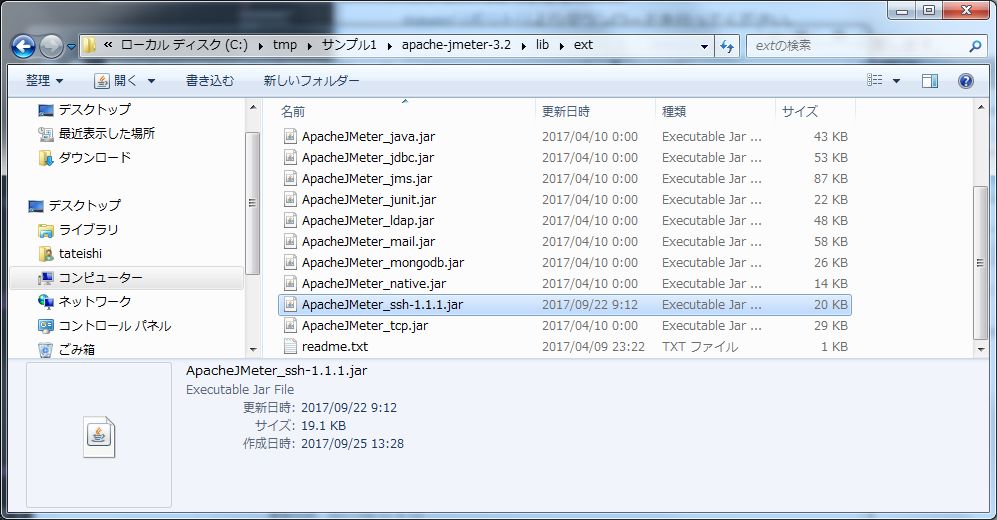 « ローカル ディスク (C:) ▸ tmp ▸ サンプル1 ▸ apache-jmeter-3.2 ▸ lib ▸ ext
extの検索
整理 開く 書き込む 新しいフォルダー
デスクトップ
最近表示した場所
ダウンロード
デスクトップ
ライブラリ
tateishi
コンピューター
ネットワーク
コントロール パネル
ごみ箱
名前 更新日時 種類 サイズ
ApacheJMeter_java.jar 2017/04/10 0:00 Executable Jar ... 43 KB
ApacheJMeter_jdbc.jar 2017/04/10 0:00 Executable Jar ... 53 KB
ApacheJMeter_jms.jar 2017/04/10 0:00 Executable Jar ... 87 KB
ApacheJMeter_junit.jar 2017/04/10 0:00 Executable Jar ... 22 KB
ApacheJMeter_ldap.jar 2017/04/10 0:00 Executable Jar ... 48 KB
ApacheJMeter_mail.jar 2017/04/10 0:00 Executable Jar ... 58 KB
ApacheJMeter_mongodb.jar 2017/04/10 0:00 Executable Jar ... 26 KB
ApacheJMeter_native.jar 2017/04/10 0:00 Executable Jar ... 14 KB
ApacheJMeter_ssh-1.1.1.jar 2017/09/22 9:12 Executable Jar ... 20 KB
ApacheJMeter_tcp.jar 2017/04/10 0:00 Executable Jar ... 29 KB
readme.txt 2017/04/09 23:22 TXT ファイル 1 KB
ApacheJMeter_ssh-1.1.1.jar
Executable Jar File
更新日時: 2017/09/22 9:12
サイズ: 19.1 KB
作成日時: 2017/09/25 13:28